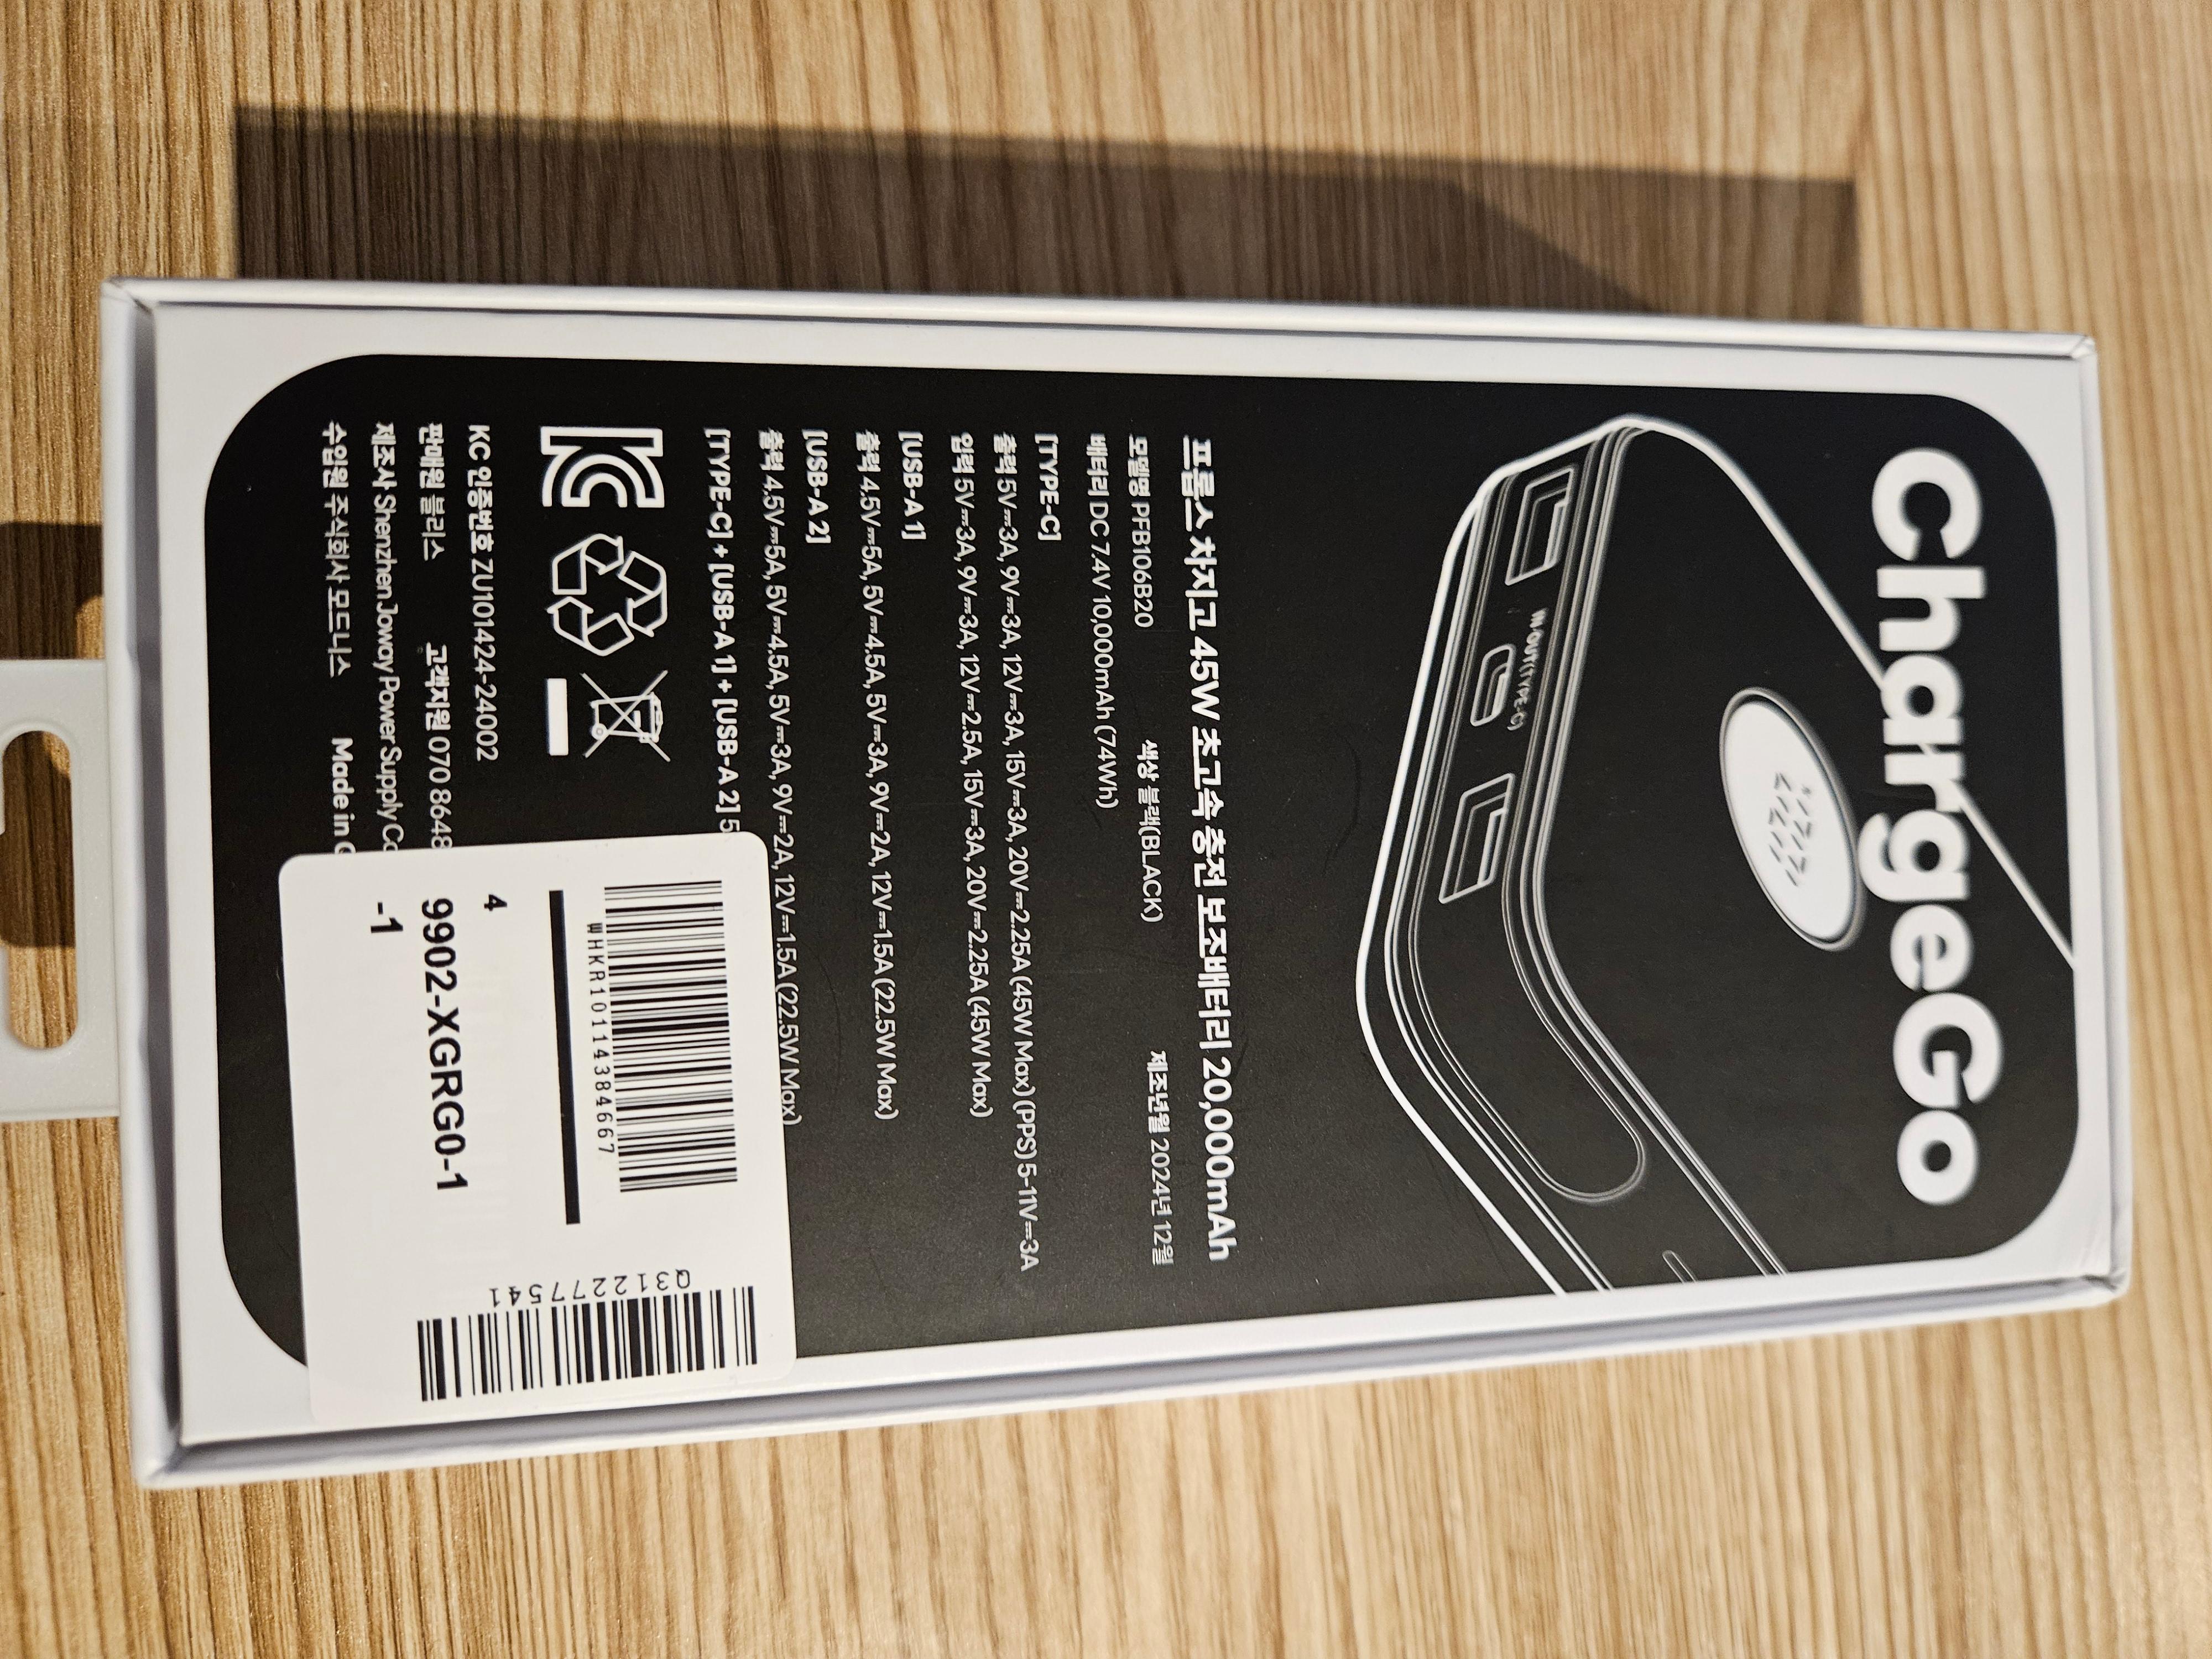 ChargeGo
IN·OUT(TYPE-C)
프롬스 차지고 45W 초고속 충전 보조배터리 20,000mAh
모델명 PFB106B20 색상 블랙(BLACK) 제조년월 2024년 12월
배터리 DC 7.4V 10,000mAh (74Wh)
[TYPE-C]
출력 5V⎓3A, 9V⎓3A, 12V⎓3A, 15V⎓3A, 20V⎓2.25A (45W Max) (PPS) 5-11V⎓3A
입력 5V⎓3A, 9V⎓3A, 12V⎓2.5A, 15V⎓3A, 20V⎓2.25A (45W Max)
[USB-A 1]
출력 4.5V⎓5A, 5V⎓4.5A, 5V⎓3A, 9V⎓2A, 12V⎓1.5A (22.5W Max)
[USB-A 2]
출력 4.5V⎓5A, 5V⎓4.5A, 5V⎓3A, 9V⎓2A, 12V⎓1.5A (22.5W Max)
[TYPE-C] + [USB-A 1] + [USB-A 2] 5
KC 인증번호 ZU101424-24002
판매원 블리스 고객지원 070 8648
제조사 Shenzhen Joway Power Supply Co
수입원 주식회사 모드니스 Made in
WHKR10114384667
4
9902-XGRG0-1
-1
Q312277541